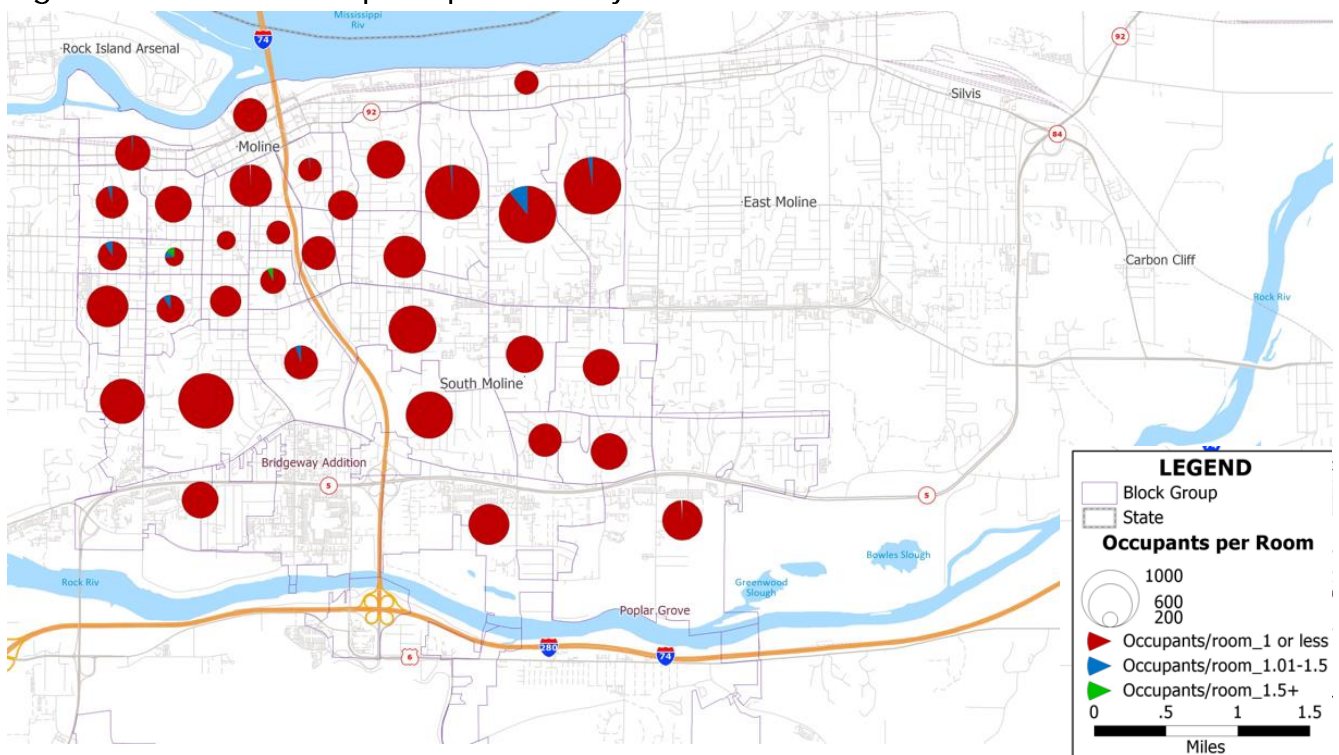 Mississippi
Riv
74
Rock Island Arsenal
92
Silvis
92
84
Moline
East Moline
Carbon Cliff
Rock Riv
South Moline
Bridgeway Addition
5
5
Bowles Slough
Rock Riv
Greenwood
Slough
Poplar Grove
280
74
6
LEGEND
Block Group
State
Occupants per Room
1000
600
200
Occupants/room_1 or less
Occupants/room_1.01-1.5
Occupants/room_1.5+
0 .5 1 1.5
Miles